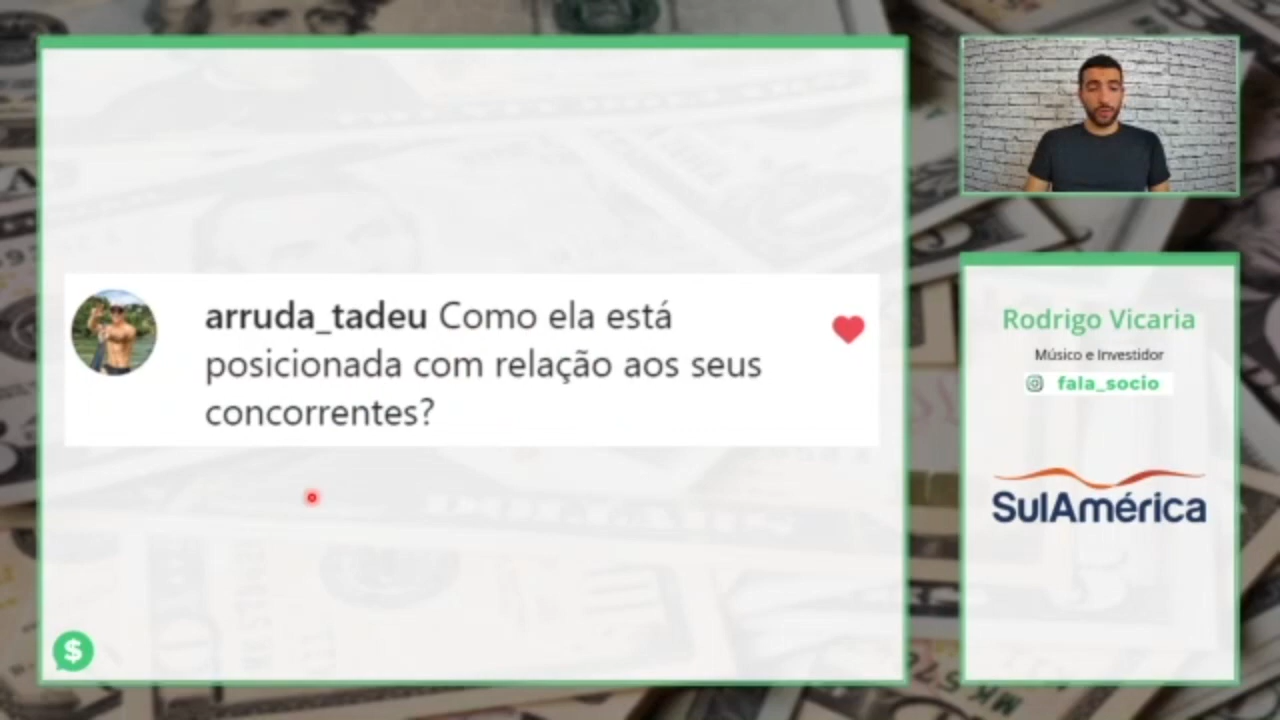 arruda_tadeu Como ela está
posicionada com relação aos seus
concorrentes?
$
Rodrigo Vicaria
Músico e Investidor
fala_socio
SulAmérica